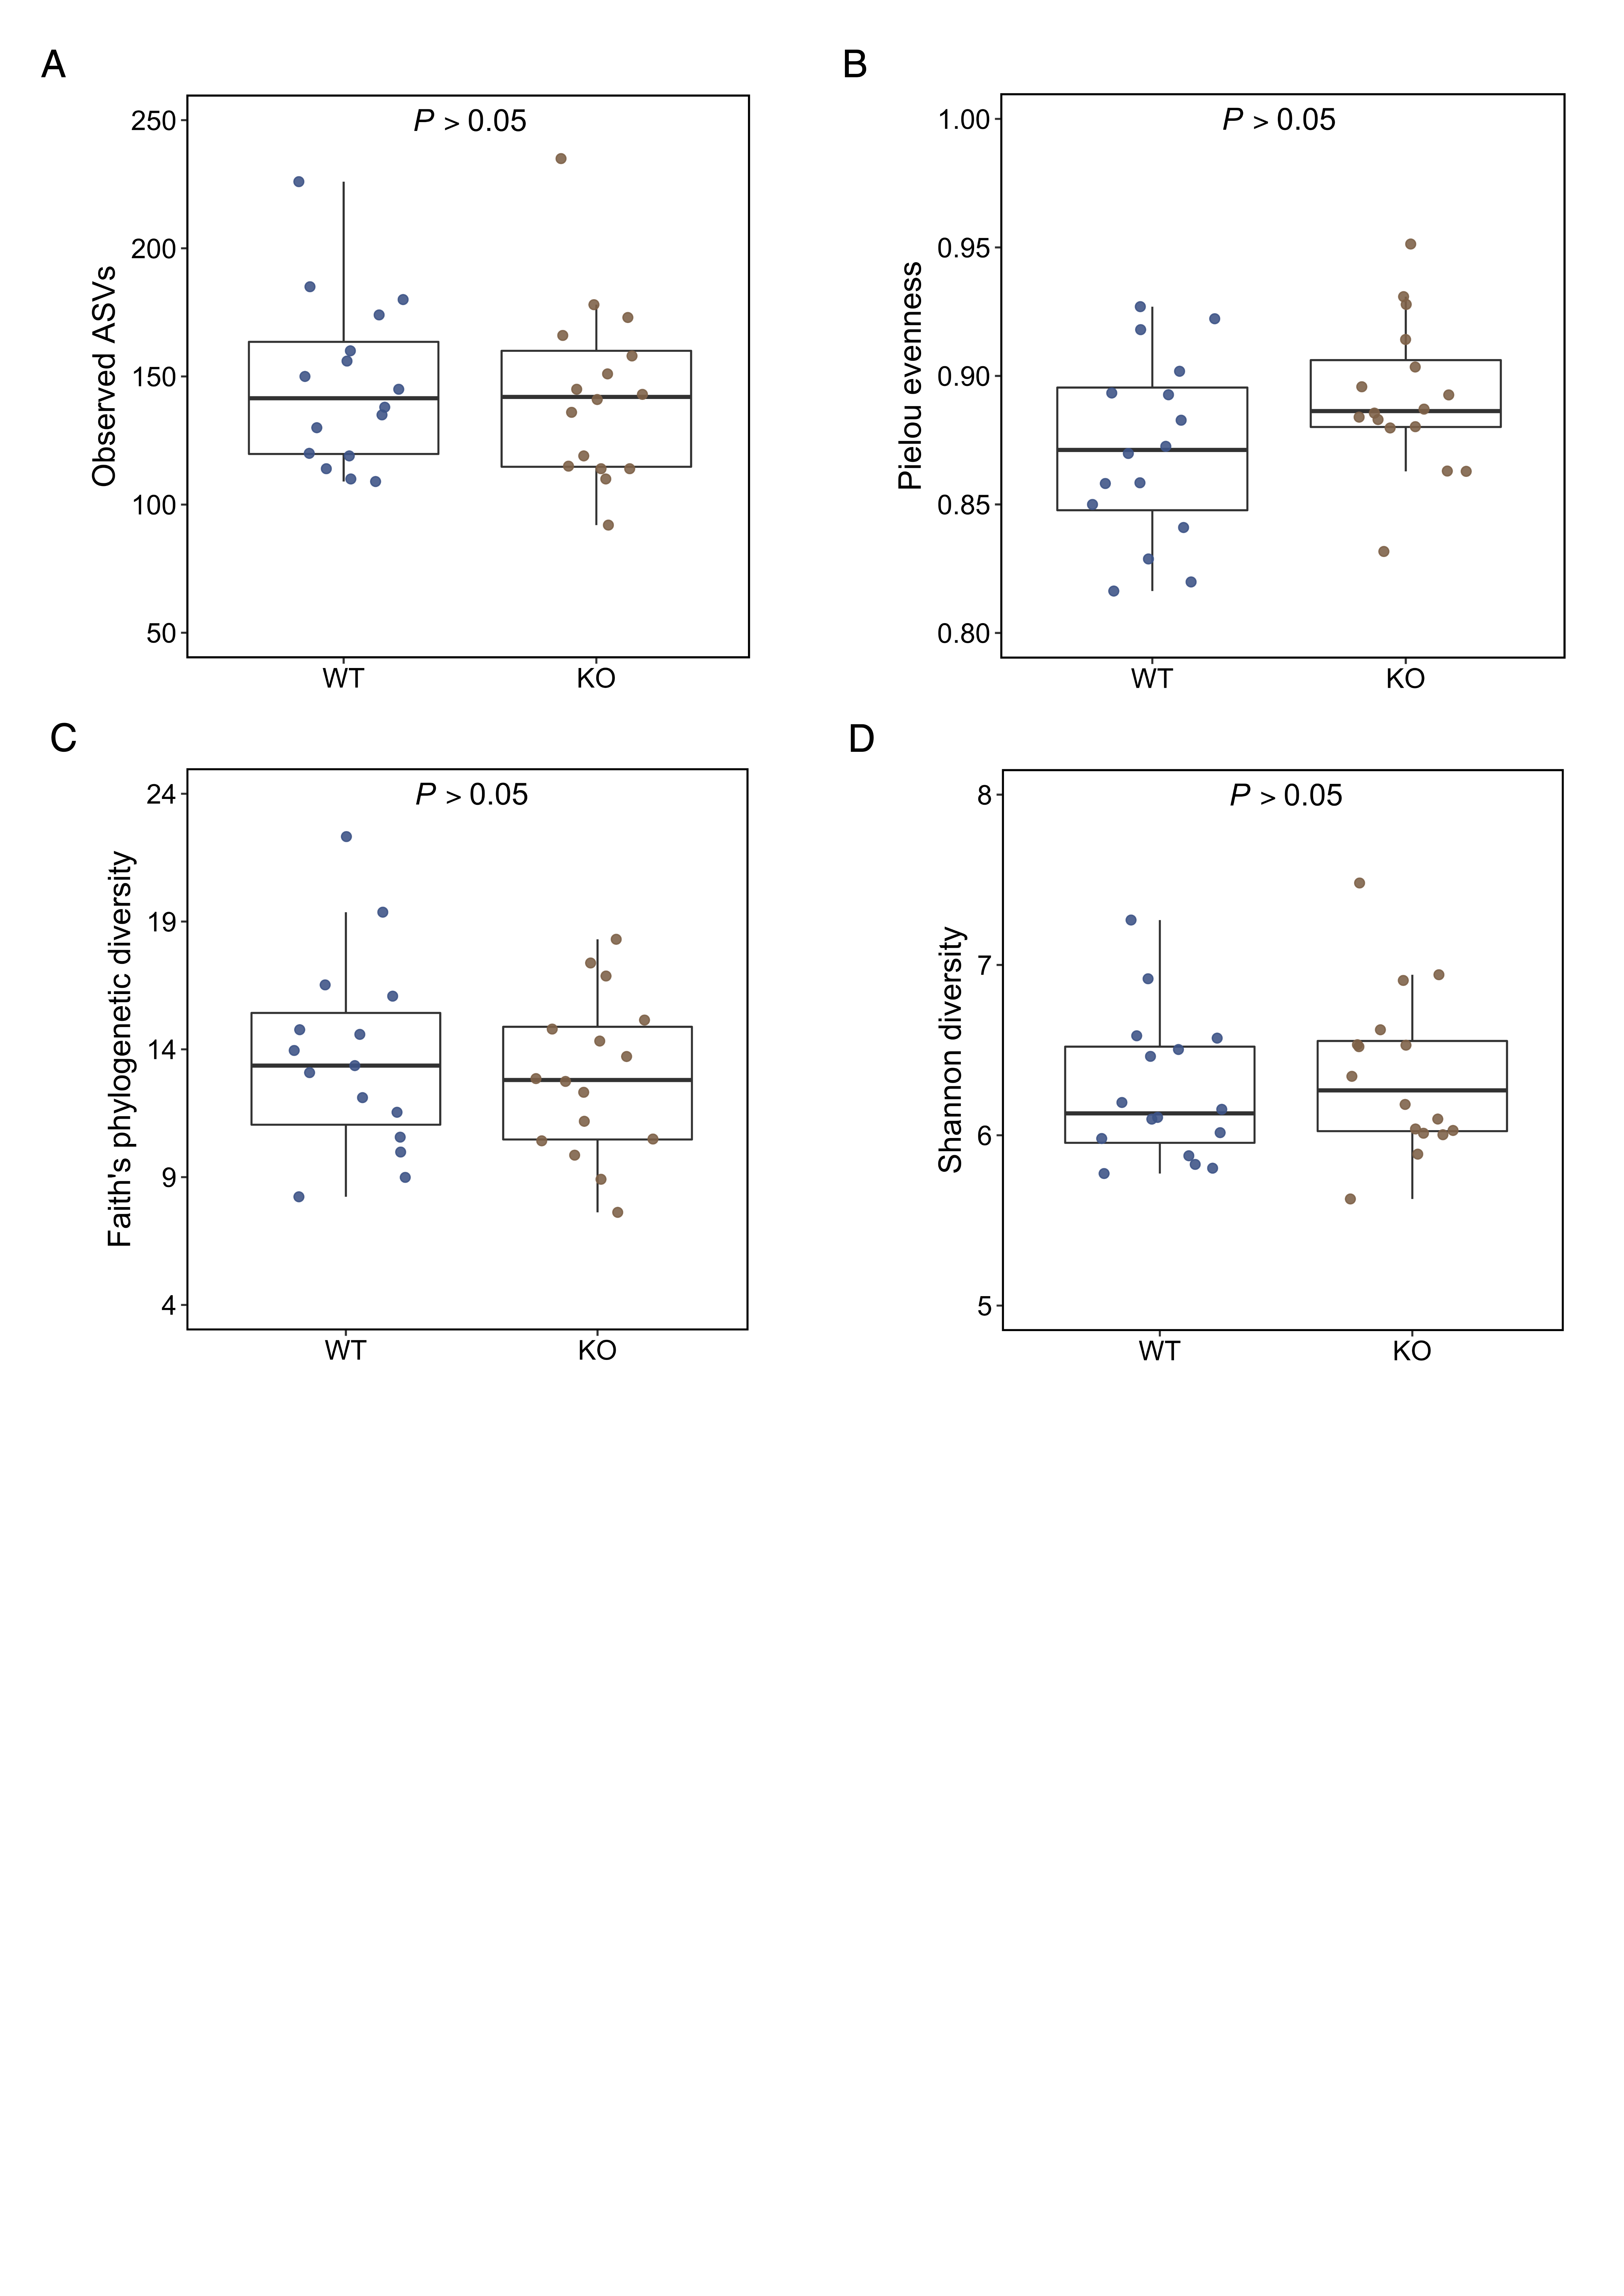 A
B
P > 0.05
P > 0.05
Observed ASVs
250
200
150
100
50
WT
KO
Pielou evenness
1.00
0.95
0.90
0.85
0.80
WT
KO
C
D
P > 0.05
P > 0.05
Faith's phylogenetic diversity
24
19
14
9
4
WT
KO
Shannon diversity
8
7
6
5
WT
KO